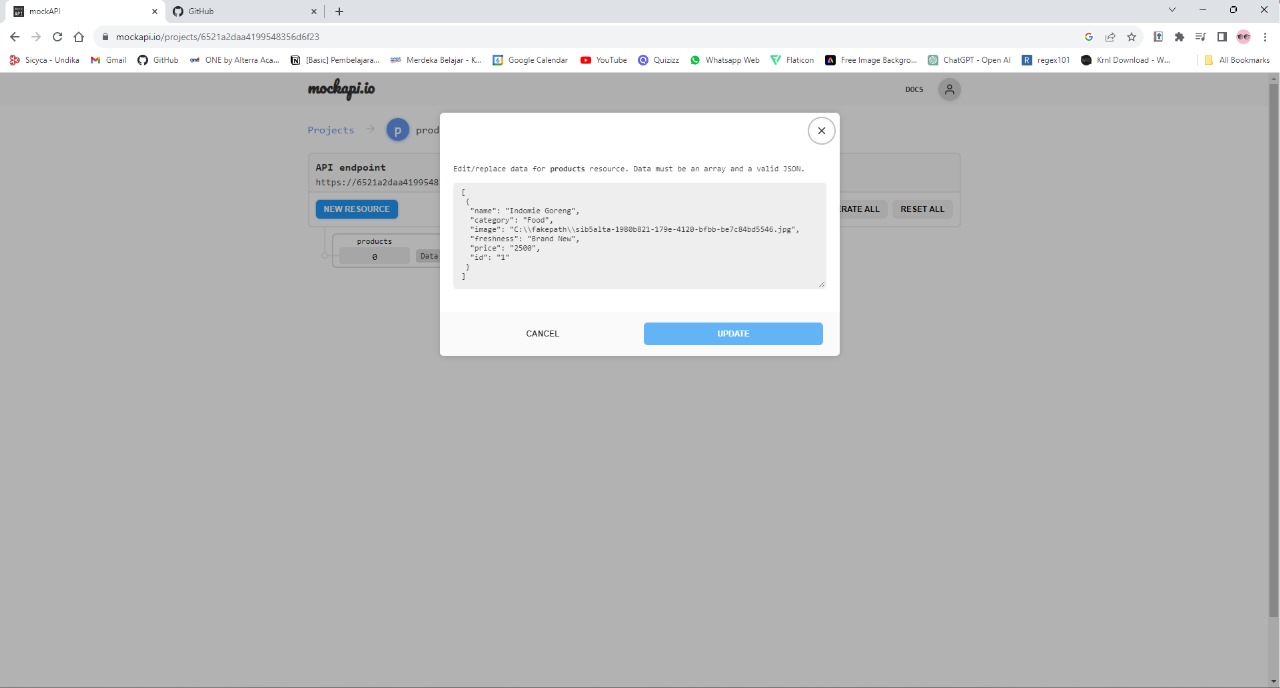 mockAPI
GitHub
mockapi.io/projects/6521a2daa4199548356d6f23
Sicyca - Undika
Gmail
GitHub
ONE by Alterra Aca...
[Basic] Pembelajara...
Merdeka Belajar - K...
Google Calendar
YouTube
Quizizz
Whatsapp Web
Flaticon
ChatGPT - Open AI
Free Image Backgro...
regex101
Krnl Download - W...
All Bookmarks
mockapi.io
DOCS
Projects
p
prod
API endpoint
https://6521a2daa4199548
NEW RESOURCE
ERATE ALL
RESET ALL
products
0
Data
Edit/replace data for products resource. Data must be an array and a valid JSON.
[
{
"name": "Indomie Goreng",
"category": "Food",
"image": "C:\\fakepath\\sib5alta-1980b821-179e-4120-bfbb-be7c84bd5546.jpg",
"freshness": "Brand New",
"price": "2500",
"id": "1"
}
]
CANCEL
UPDATE